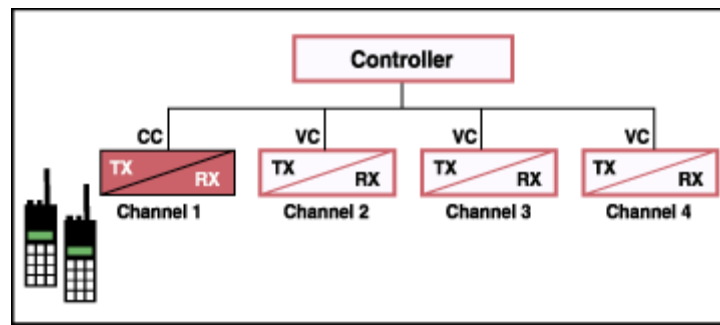 Controller
CC VC VC VC
TX RX TX RX TX RX TX RX
Channel 1 Channel 2 Channel 3 Channel 4